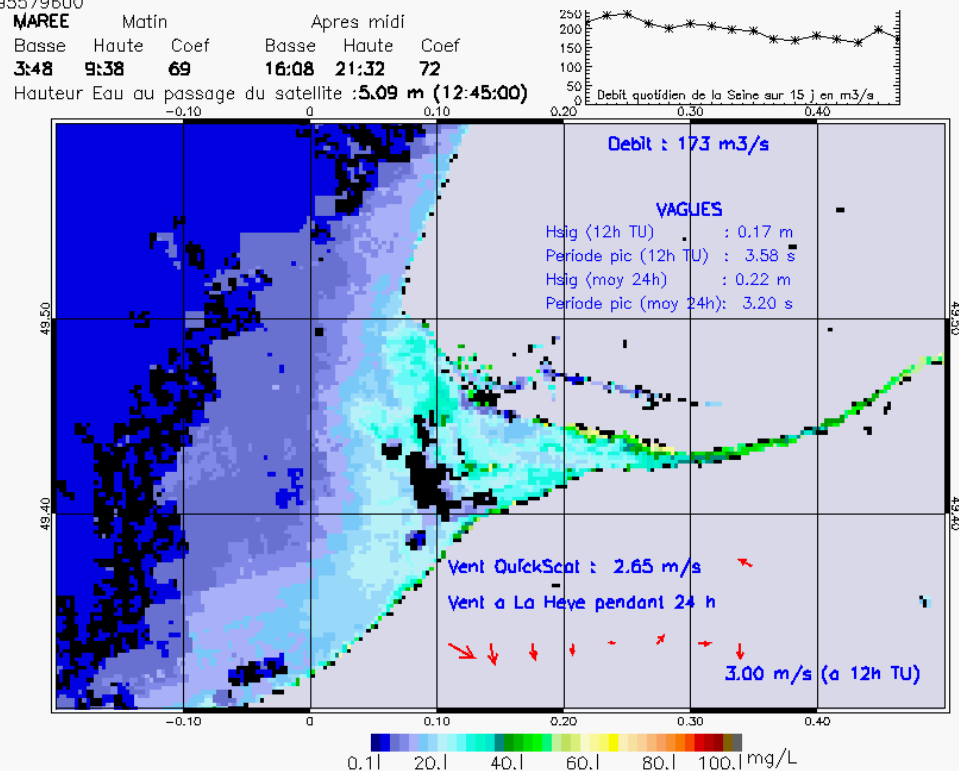 95579600
MAREE Matin Apres midi
Basse Haute Coef Basse Haute Coef
3:48 9:38 69 16:08 21:32 72
Hauteur Eau au passage du satellite :5.09 m (12:45:00)
250
200
150
100
50
0
Debit quotidien de la Seine sur 15 j en m3/s
-0.10 0 0.10 0.20 0.30 0.40
Debit : 173 m3/s
VAGUES
Hsig (12h TU) : 0.17 m
Periode pic (12h TU) : 3.58 s
Hsig (moy 24h) : 0.22 m
Periode pic (moy 24h): 3.20 s
49.50 49.50
49.40 49.40
Vent QuickScat : 2.65 m/s
Vent a La Heve pendant 24 h
3.00 m/s (a 12h TU)
-0.10 0 0.10 0.20 0.30 0.40
0.1 20. 40. 60. 80. 100. mg/L